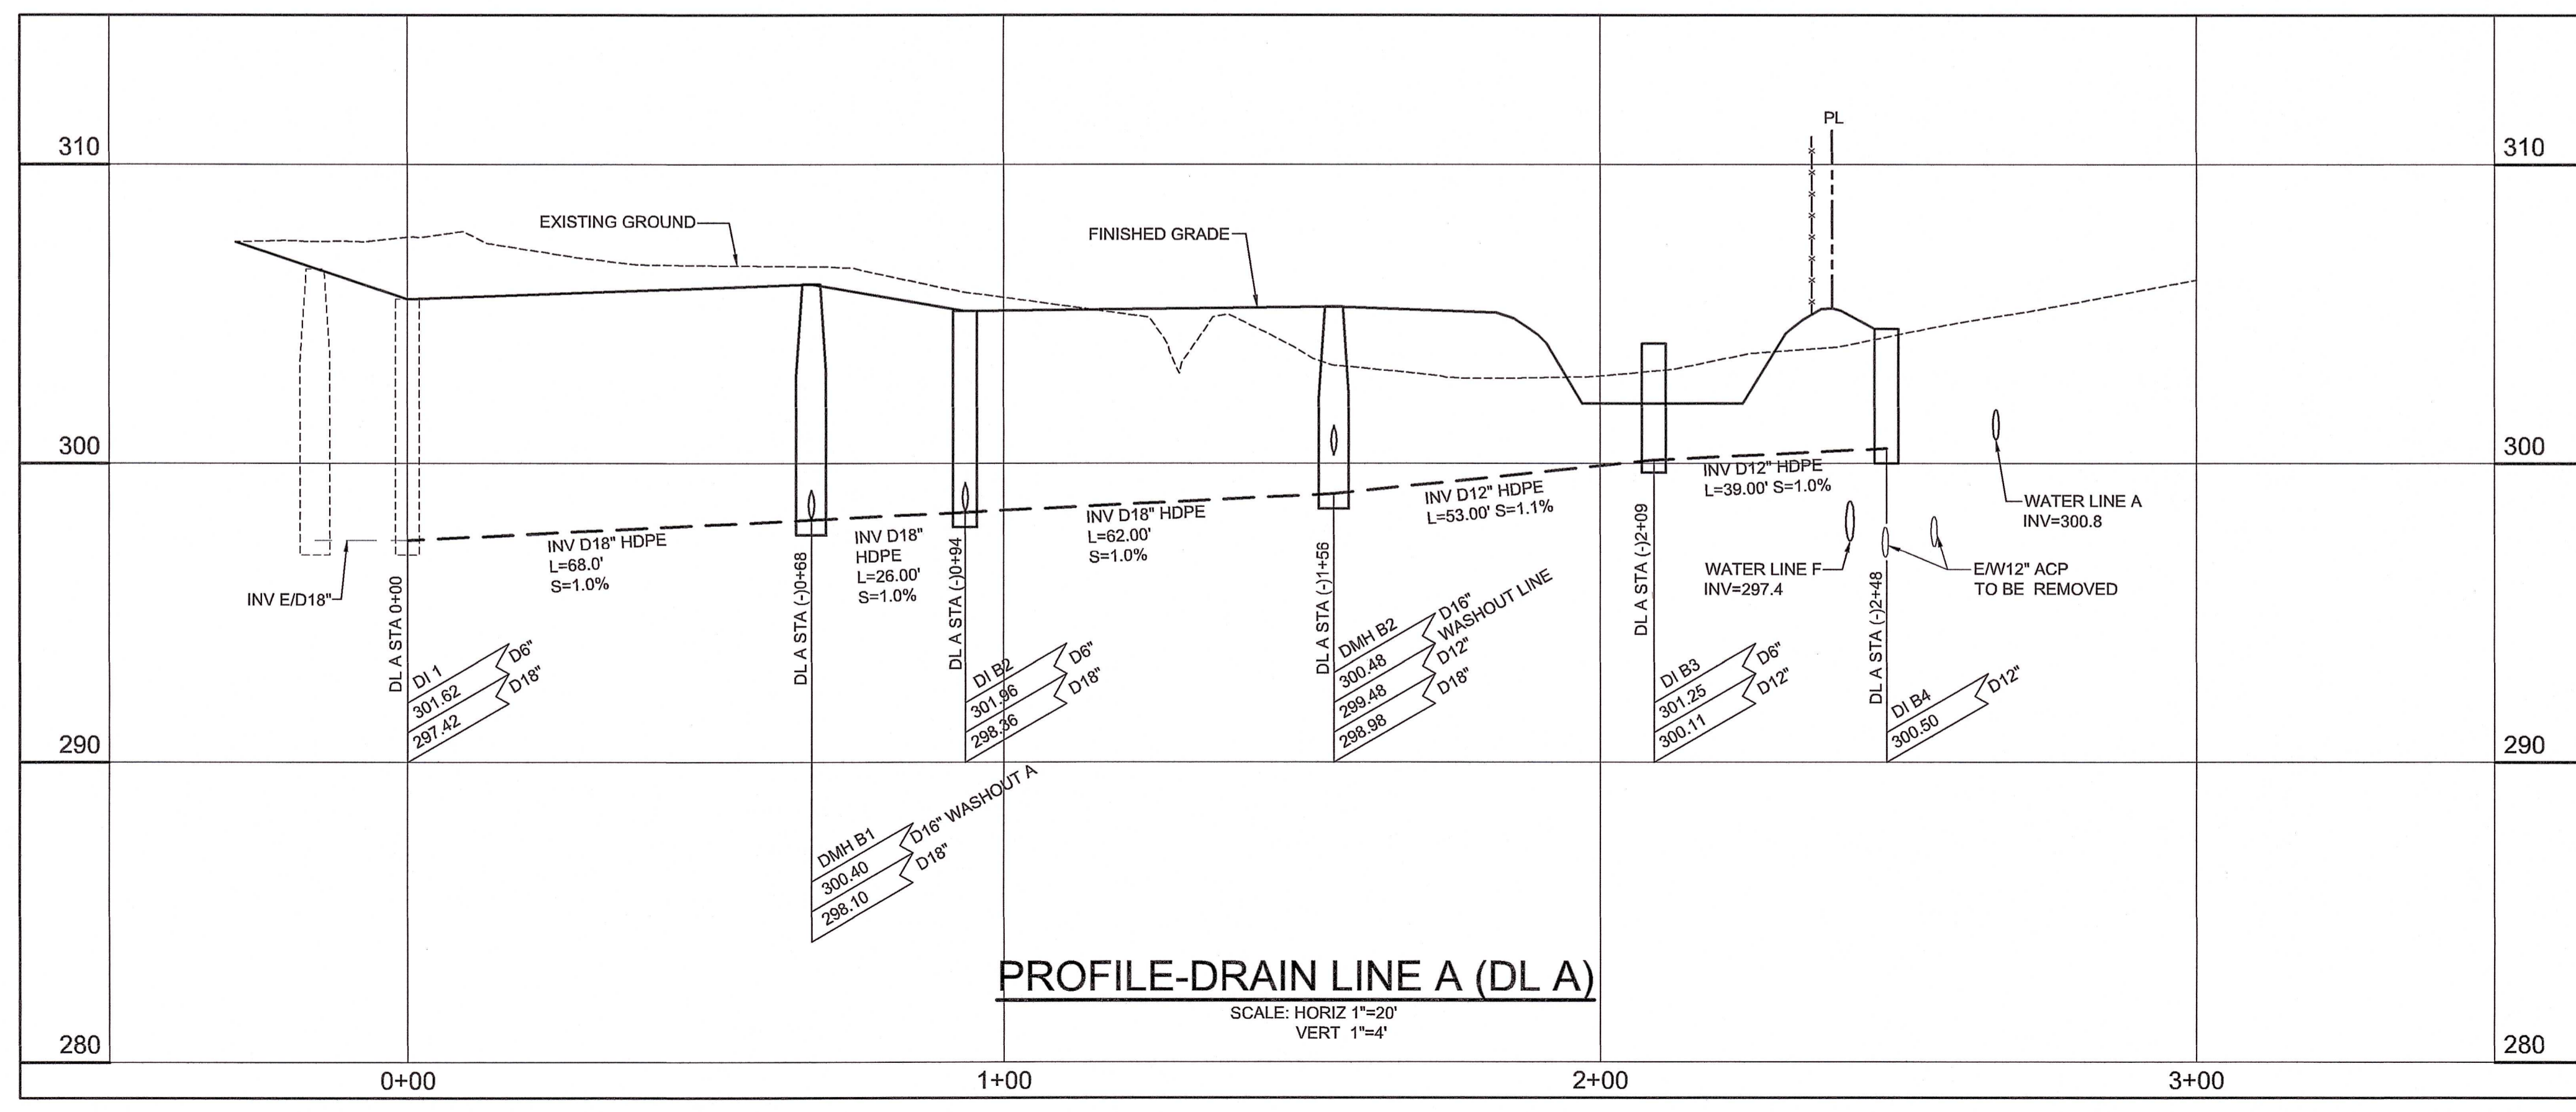 PL
310
310
EXISTING GROUND
FINISHED GRADE
300
300
INV D18" HDPE
L=68.0'
S=1.0%
INV D18"
HDPE
L=26.00'
S=1.0%
INV D18" HDPE
L=62.00'
S=1.0%
INV D12" HDPE
L=53.00' S=1.1%
INV D12" HDPE
L=39.00' S=1.0%
WATER LINE A
INV=300.8
WATER LINE F
INV=297.4
E/W12" ACP
TO BE REMOVED
INV E/D18"
DL A STA 0+00
DL A STA (-)0+68
DL A STA (-)0+94
DL A STA (-)1+56
DL A STA (-)2+09
DL A STA (-)2+48
DI 1
D6"
301.62
D18"
297.42
DI B2
D6"
301.96
D18"
298.36
DMH B2
D16"
WASHOUT LINE
300.48
D12"
299.48
D18"
298.98
DI B3
D6"
301.25
D12"
300.11
DI B4
D12"
300.50
290
290
DMH B1
D16" WASHOUT A
300.40
D18"
298.10
PROFILE-DRAIN LINE A (DL A)
SCALE: HORIZ 1"=20'
VERT 1"=4'
280
280
0+00
1+00
2+00
3+00